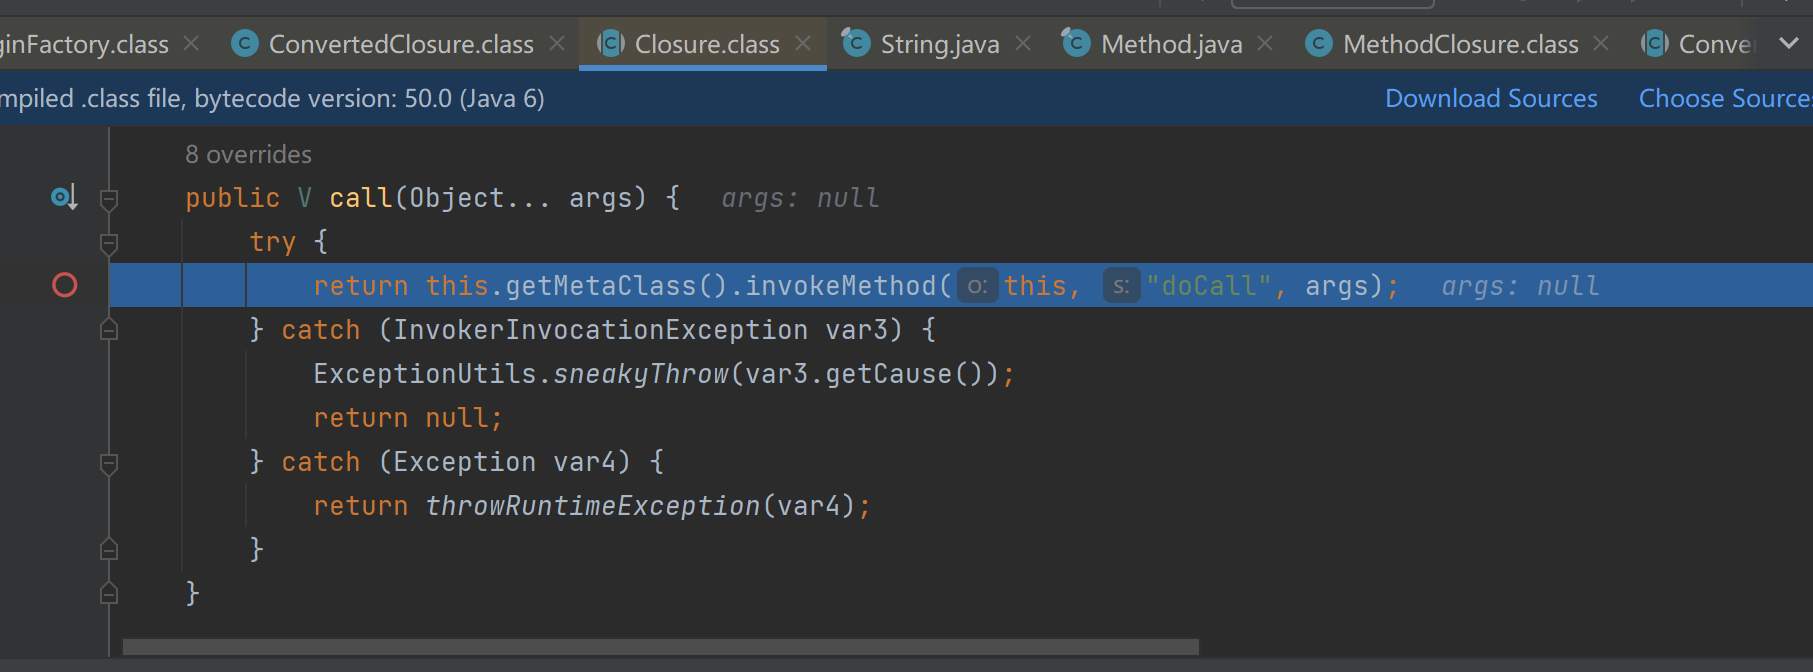 ginFactory.class ConvertedClosure.class Closure.class String.java Method.java MethodClosure.class Conve
mpiled .class file, bytecode version: 50.0 (Java 6) Download Sources Choose Source
8 overrides
public V call(Object... args) { args: null
try {
return this.getMetaClass().invokeMethod( o: this, s: "doCall", args); args: null
} catch (InvokerInvocationException var3) {
ExceptionUtils.sneakyThrow(var3.getCause());
return null;
} catch (Exception var4) {
return throwRuntimeException(var4);
}
}